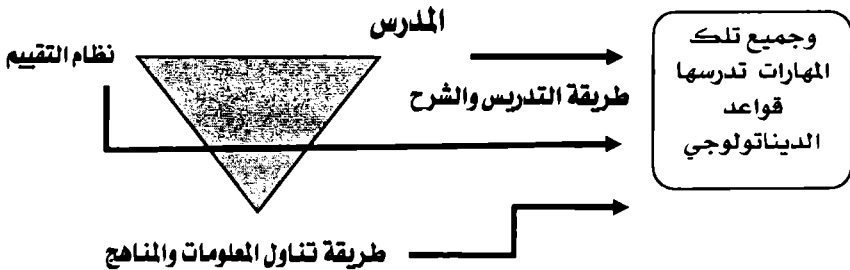 المدرس
نظام التقييم
طريقة التدريس والشرح
طريقة تناول المعلومات والمناهج
وجميع تلك
المهارات تدرسها
قواعد
الديناتولوجي